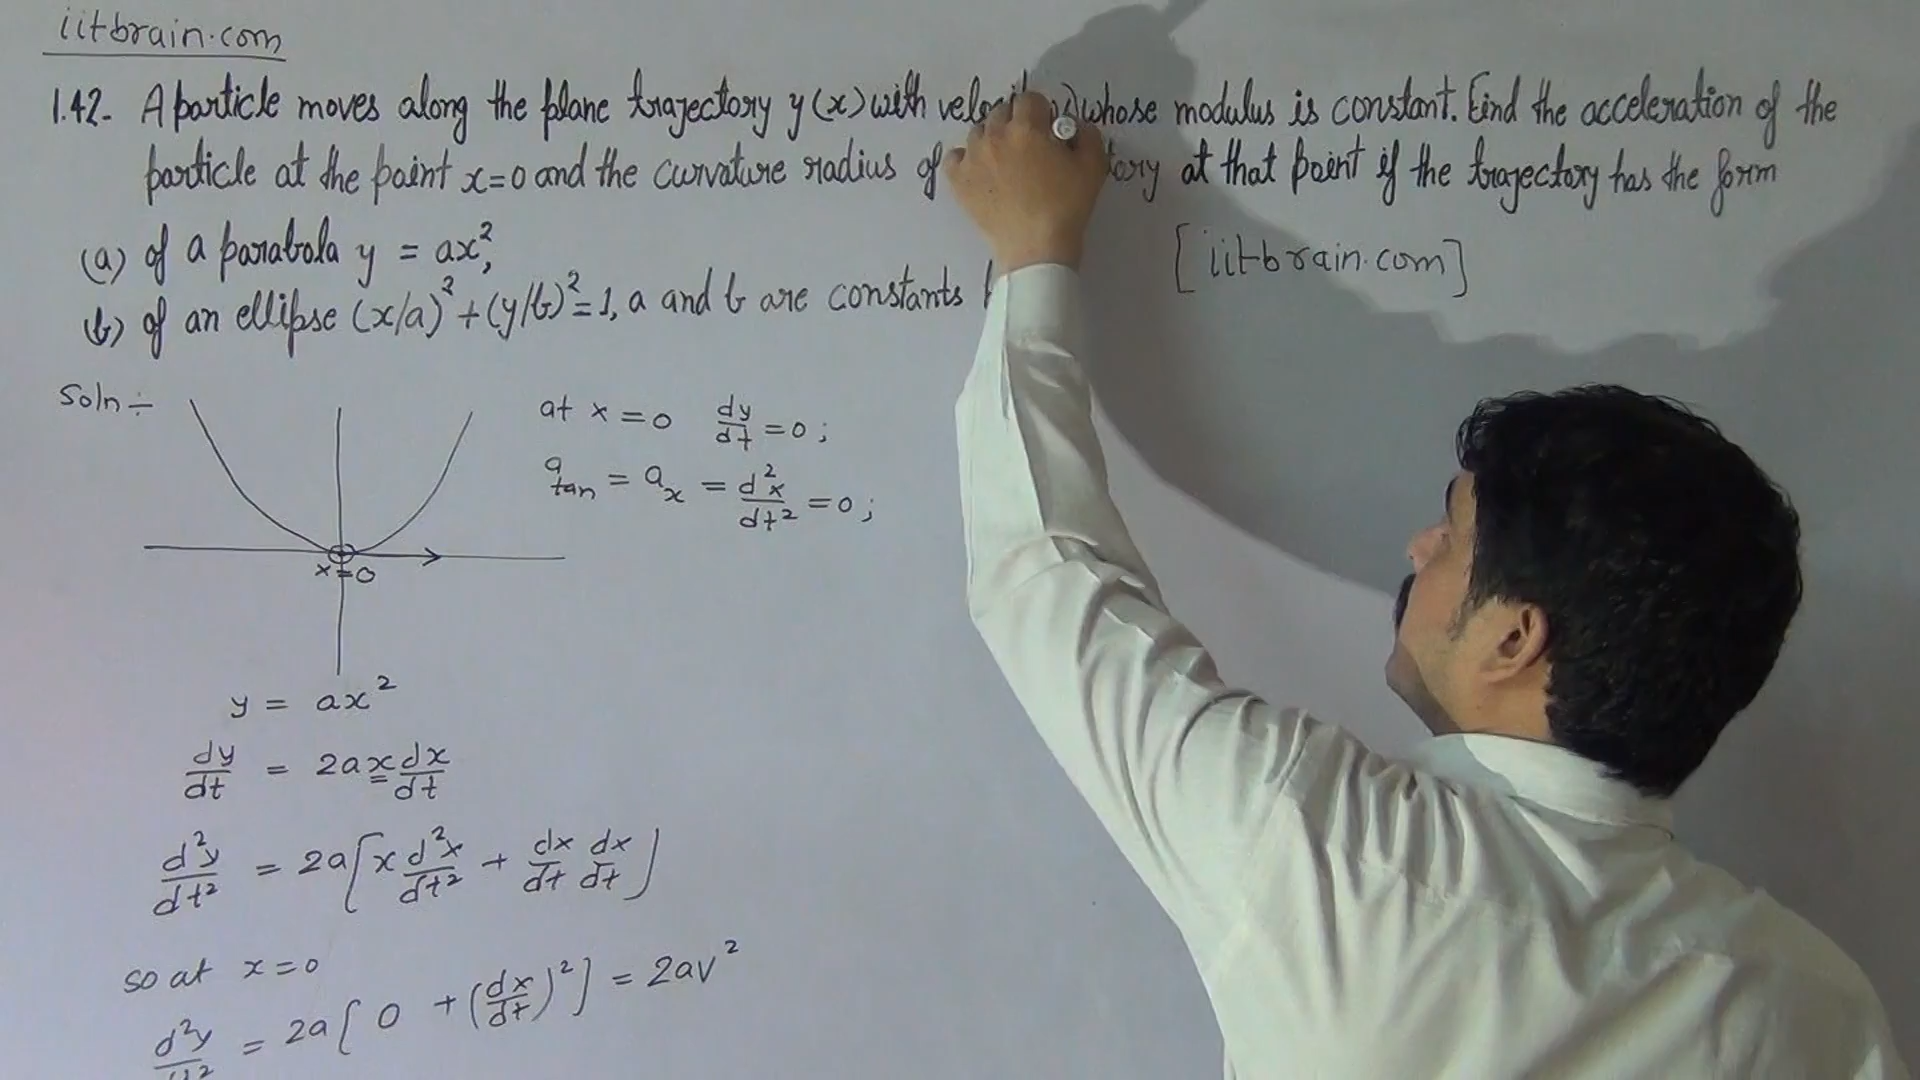 iitbrain.com
1.42. A particle moves along the plane trajectory y(x) with whose modulus is constant. Find the acceleration of the
particle at the point x=0 and the curvature radius of at that point if the trajectory has the form
(a) of a parabola y = ax²,
[iitbrain.com]
(b) of an ellipse (x/a)² + (y/b)² = 1, a and b are constants
Soln ÷
at x = 0 dy/dt = 0 ;
a_tan = a_x = d²x/dt² = 0 ;
x=0
y = ax²
dy/dt = 2ax dx/dt
d²y/dt² = 2a[x d²x/dt² + dx/dt dx/dt]
so at x=0
d²y/dt² = 2a[0 + (dx/dt)²] = 2av²